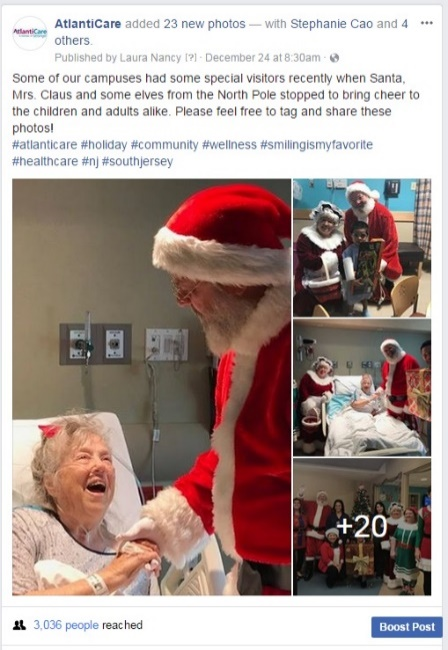 AtlantiCare
AtlantiCare added 23 new photos — with Stephanie Cao and 4
others.
Published by Laura Nancy [?] · December 24 at 8:30am ·
Some of our campuses had some special visitors recently when Santa,
Mrs. Claus and some elves from the North Pole stopped to bring cheer to
the children and adults alike. Please feel free to tag and share these
photos!
#atlanticare #holiday #community #wellness #smilingismyfavorite
#healthcare #nj #southjersey
+20
3,036 people reached
Boost Post